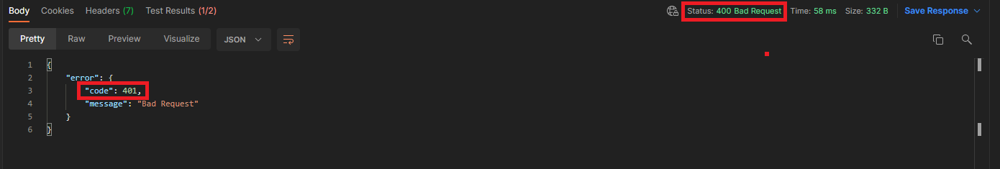 Body Cookies Headers (7) Test Results (1/2) Status: 400 Bad Request Time: 58 ms Size: 332 B Save Response
Pretty Raw Preview Visualize JSON
1 {
2 "error": {
3 "code": 401,
4 "message": "Bad Request"
5 }
6 }